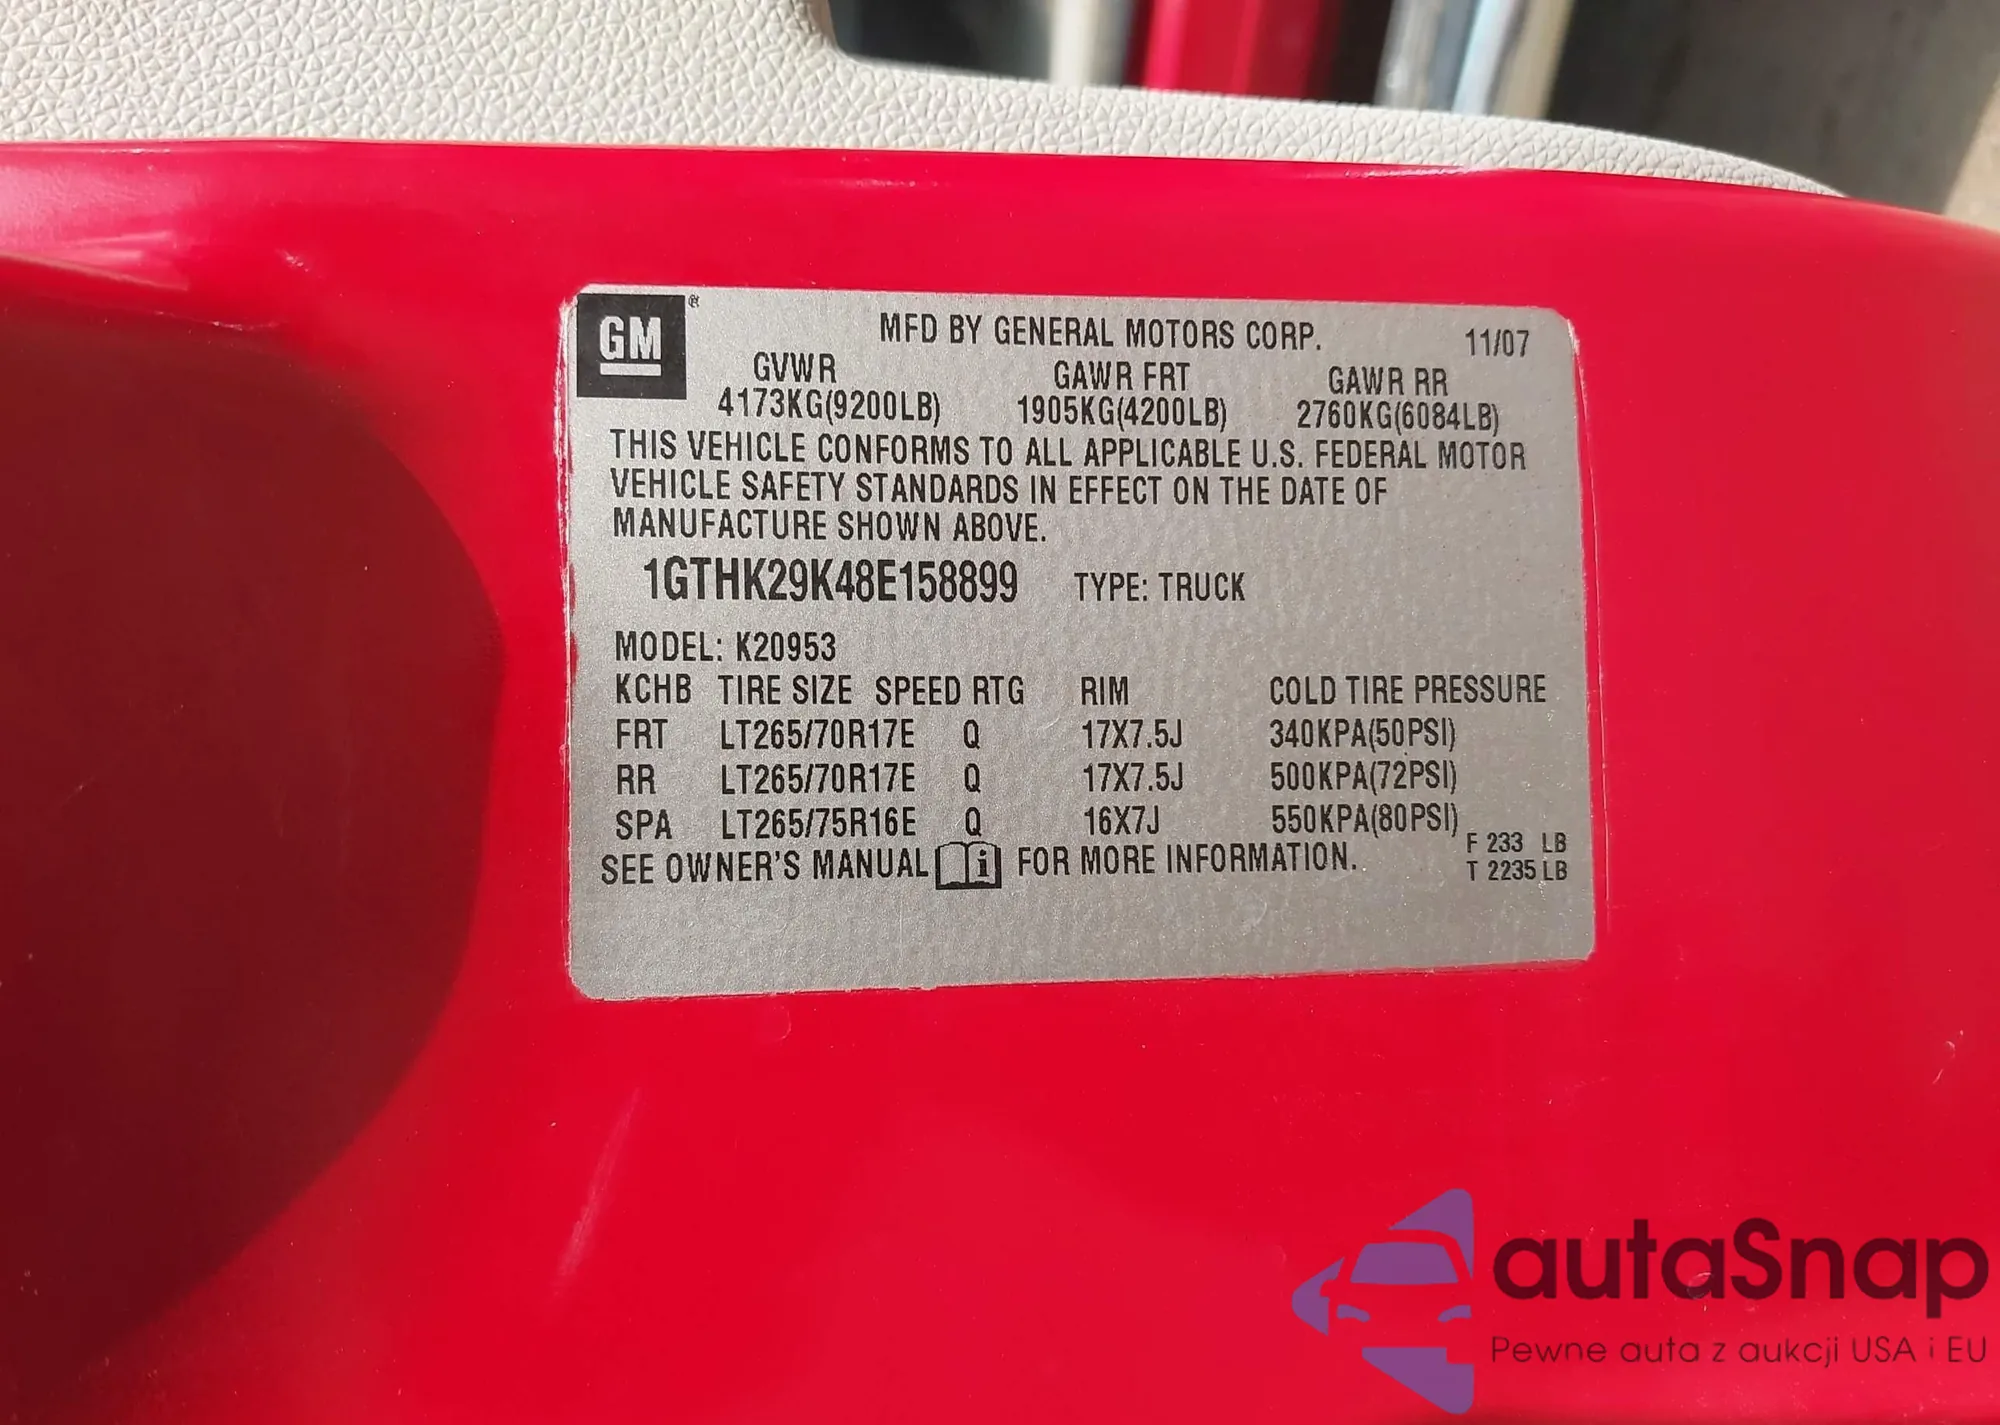 GM ®
MFD BY GENERAL MOTORS CORP. 11/07
GVWR GAWR FRT GAWR RR
4173KG(9200LB) 1905KG(4200LB) 2760KG(6084LB)
THIS VEHICLE CONFORMS TO ALL APPLICABLE U.S. FEDERAL MOTOR
VEHICLE SAFETY STANDARDS IN EFFECT ON THE DATE OF
MANUFACTURE SHOWN ABOVE.
1GTHK29K48E158899 TYPE: TRUCK
MODEL: K20953
KCHB TIRE SIZE SPEED RTG RIM COLD TIRE PRESSURE
FRT LT265/70R17E Q 17X7.5J 340KPA(50PSI)
RR LT265/70R17E Q 17X7.5J 500KPA(72PSI)
SPA LT265/75R16E Q 16X7J 550KPA(80PSI)
SEE OWNER'S MANUAL i FOR MORE INFORMATION.
F 233 LB
T 2235 LB
autaSnap
Pewne auta z aukcji USA i EU